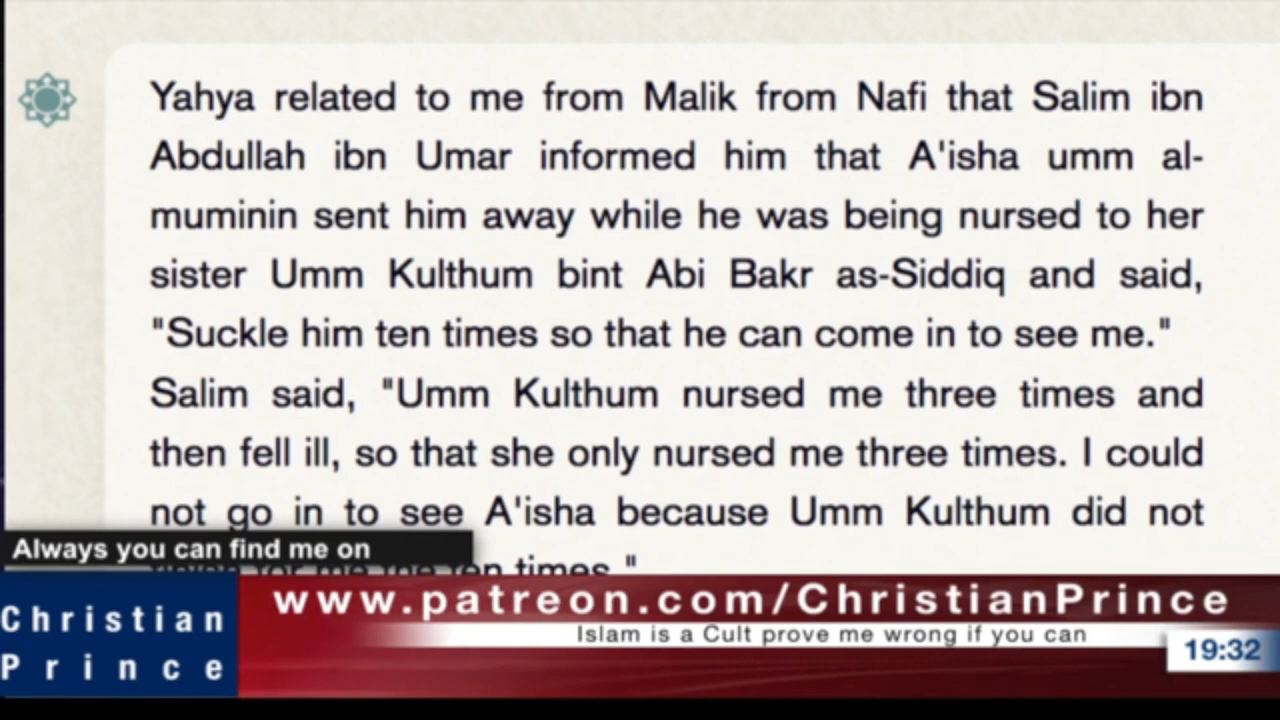 Yahya related to me from Malik from Nafi that Salim ibn
Abdullah ibn Umar informed him that A'isha umm al-
muminin sent him away while he was being nursed to her
sister Umm Kulthum bint Abi Bakr as-Siddiq and said,
"Suckle him ten times so that he can come in to see me."
Salim said, "Umm Kulthum nursed me three times and
then fell ill, so that she only nursed me three times. I could
not go in to see A'isha because Umm Kulthum did not
for me the ten times."
Always you can find me on
Christian
Prince
www.patreon.com/ChristianPrince
Islam is a Cult prove me wrong if you can
19:32